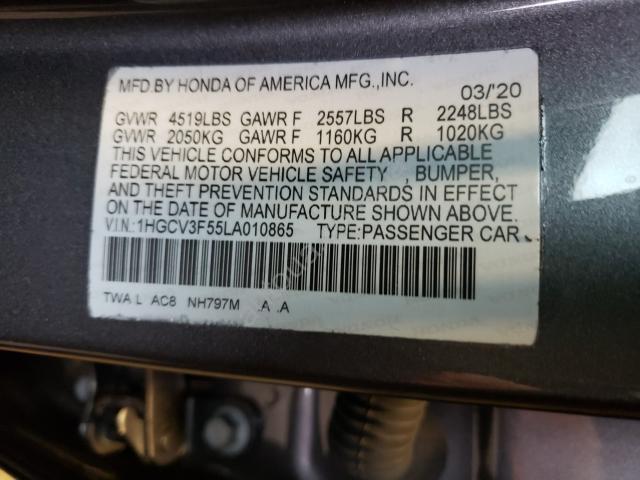 MFD.BY HONDA OF AMERICA MFG.,INC. 03/'20
GVWR 4519LBS GAWR F 2557LBS R 2248LBS
GVWR 2050KG GAWR F 1160KG R 1020KG
THIS VEHICLE CONFORMS TO ALL APPLICABLE
FEDERAL MOTOR VEHICLE SAFETY , BUMPER,
AND THEFT PREVENTION STANDARDS IN EFFECT
ON THE DATE OF MANUFACTURE SHOWN ABOVE.
V.I.N.:1HGCV3F55LA010865 TYPE:PASSENGER CAR
TWA L AC8 NH797M .A .A